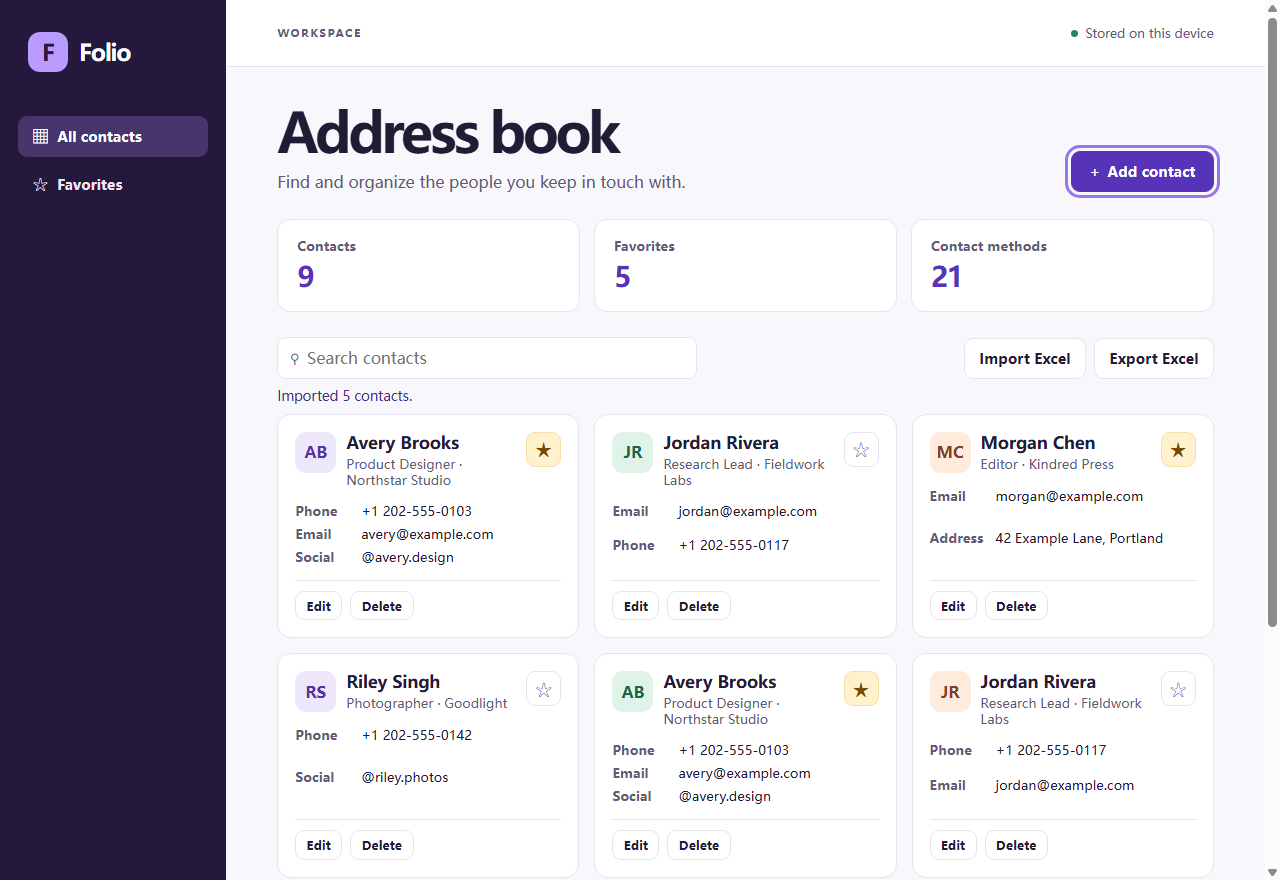 F Folio
All contacts
☆ Favorites
WORKSPACE
Stored on this device
Address book
Find and organize the people you keep in touch with.
+ Add contact
Contacts
9
Favorites
5
Contact methods
21
Search contacts
Import Excel
Export Excel
Imported 5 contacts.
AB
Avery Brooks
Product Designer ·
Northstar Studio
★
Phone +1 202-555-0103
Email avery@example.com
Social @avery.design
Edit Delete
JR
Jordan Rivera
Research Lead · Fieldwork
Labs
☆
Email jordan@example.com
Phone +1 202-555-0117
Edit Delete
MC
Morgan Chen
Editor · Kindred Press
★
Email morgan@example.com
Address 42 Example Lane, Portland
Edit Delete
RS
Riley Singh
Photographer · Goodlight
☆
Phone +1 202-555-0142
Social @riley.photos
Edit Delete
AB
Avery Brooks
Product Designer ·
Northstar Studio
★
Phone +1 202-555-0103
Email avery@example.com
Social @avery.design
Edit Delete
JR
Jordan Rivera
Research Lead · Fieldwork
Labs
☆
Phone +1 202-555-0117
Email jordan@example.com
Edit Delete